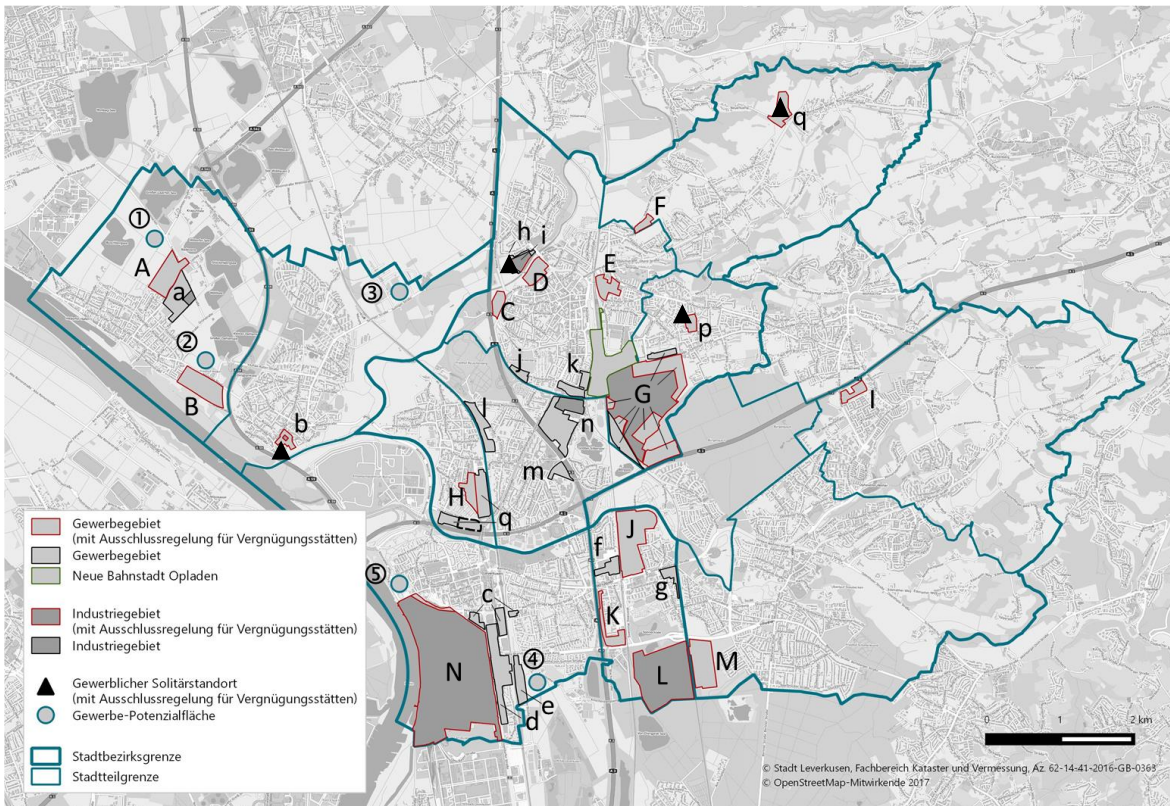 q
F
①
h i
E
A
D
③
a
C
p
②
j
k
G
B
l
I
n
b
m
H
q
J
f
⑤
g
c
K
④
M
N
L
e
d
Gewerbegebiet
(mit Ausschlussregelung für Vergnügungsstätten)
Gewerbegebiet
Neue Bahnstadt Opladen
Industriegebiet
(mit Ausschlussregelung für Vergnügungsstätten)
Industriegebiet
Gewerblicher Solitärstandort
(mit Ausschlussregelung für Vergnügungsstätten)
Gewerbe-Potenzialfläche
Stadtbezirksgrenze
Stadtteilgrenze
0 1 2 km
© Stadt Leverkusen, Fachbereich Kataster und Vermessung, Az. 62-14-41-2016-GB-0363
© OpenStreetMap-Mitwirkende 2017